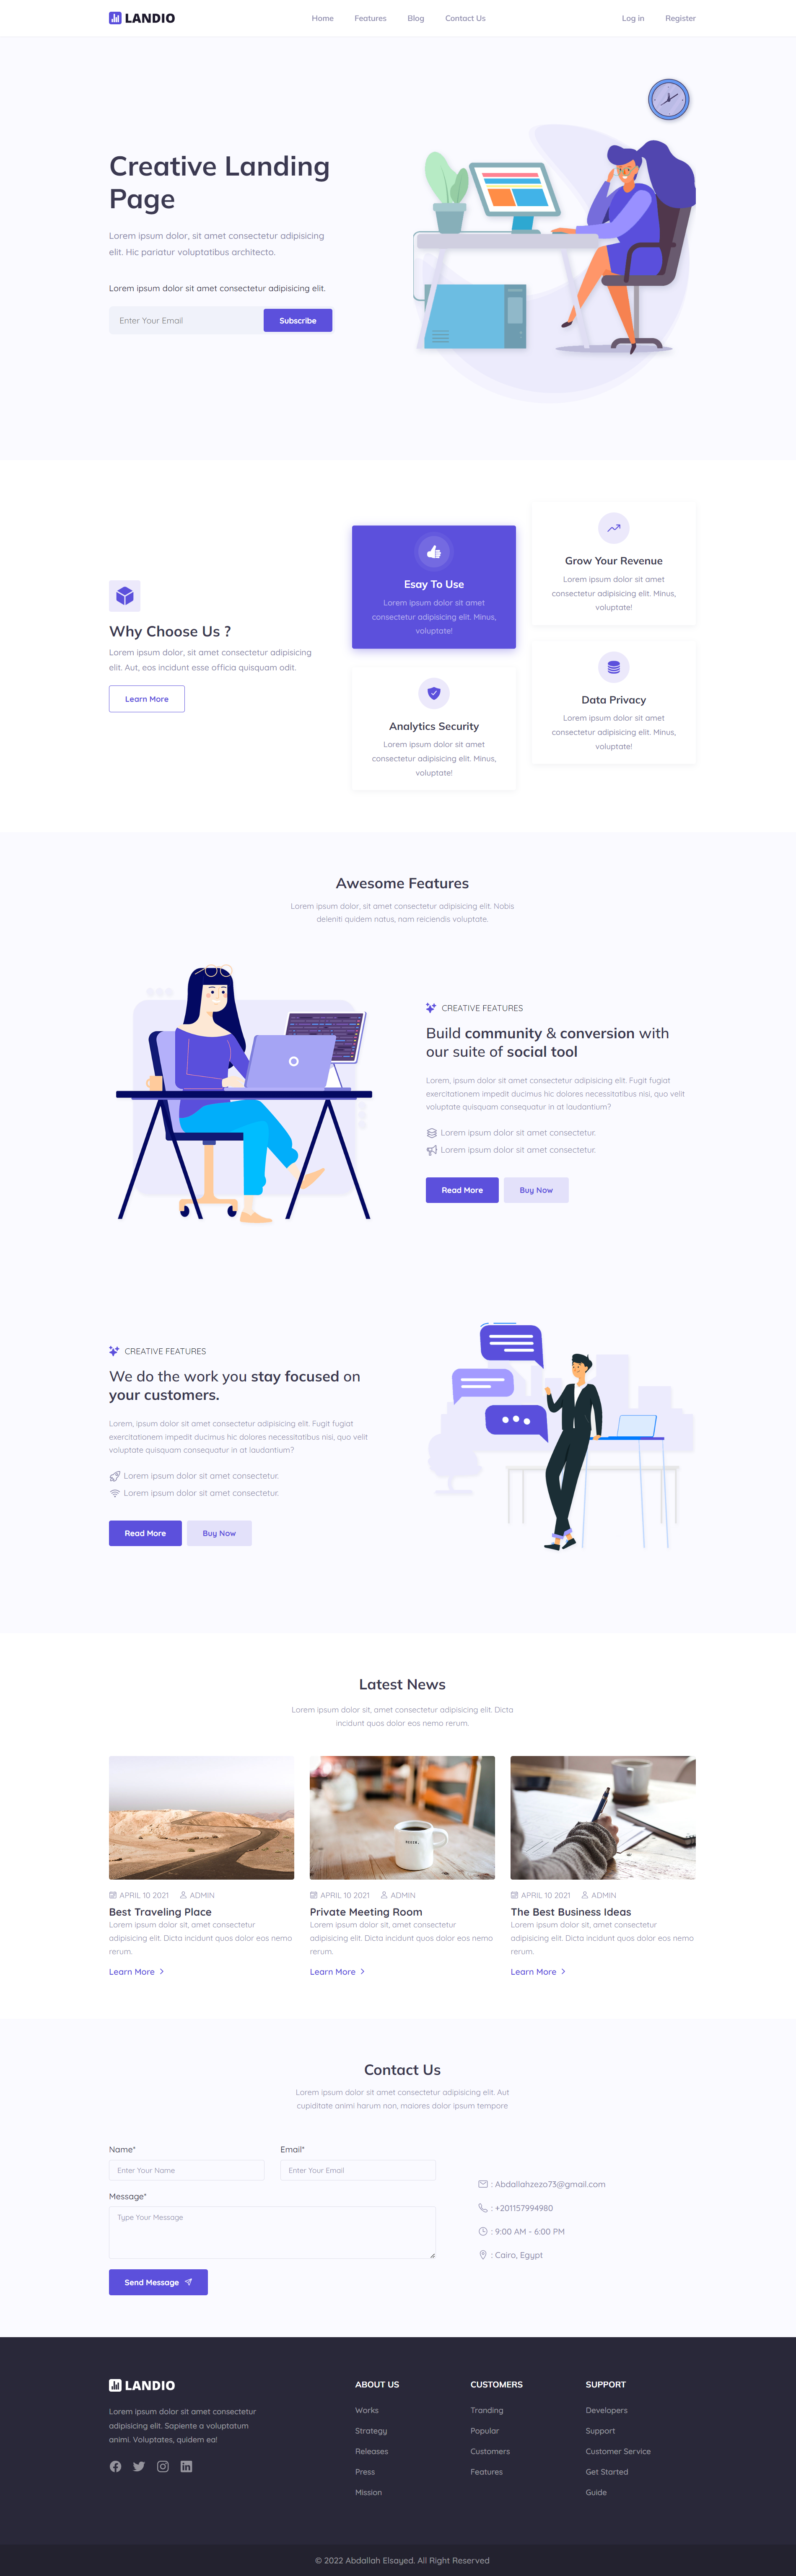 LANDIO
Home Features Blog Contact Us
Log in Register
Creative Landing
Page
Lorem ipsum dolor, sit amet consectetur adipisicing
elit. Hic pariatur voluptatibus architecto.
Lorem ipsum dolor sit amet consectetur adipisicing elit.
Enter Your Email
Subscribe
Why Choose Us ?
Lorem ipsum dolor, sit amet consectetur adipisicing
elit. Aut, eos incidunt esse officia quisquam odit.
Learn More
Esay To Use
Lorem ipsum dolor sit amet
consectetur adipisicing elit. Minus,
voluptate!
Analytics Security
Lorem ipsum dolor sit amet
consectetur adipisicing elit. Minus,
voluptate!
Grow Your Revenue
Lorem ipsum dolor sit amet
consectetur adipisicing elit. Minus,
voluptate!
Data Privacy
Lorem ipsum dolor sit amet
consectetur adipisicing elit. Minus,
voluptate!
Awesome Features
Lorem ipsum dolor, sit amet consectetur adipisicing elit. Nobis
deleniti quidem natus, nam reiciendis voluptate.
CREATIVE FEATURES
Build community & conversion with
our suite of social tool
Lorem, ipsum dolor sit amet consectetur adipisicing elit. Fugit fugiat
exercitationem impedit ducimus hic dolores necessitatibus nisi, quo velit
voluptate quisquam consequatur in at laudantium?
Lorem ipsum dolor sit amet consectetur.
Lorem ipsum dolor sit amet consectetur.
Read More
Buy Now
CREATIVE FEATURES
We do the work you stay focused on
your customers.
Lorem, ipsum dolor sit amet consectetur adipisicing elit. Fugit fugiat
exercitationem impedit ducimus hic dolores necessitatibus nisi, quo velit
voluptate quisquam consequatur in at laudantium?
Lorem ipsum dolor sit amet consectetur.
Lorem ipsum dolor sit amet consectetur.
Read More
Buy Now
Latest News
Lorem ipsum dolor sit, amet consectetur adipisicing elit. Dicta
incidunt quos dolor eos nemo rerum.
APRIL 10 2021 ADMIN
Best Traveling Place
Lorem ipsum dolor sit, amet consectetur
adipisicing elit. Dicta incidunt quos dolor eos nemo
rerum.
Learn More
APRIL 10 2021 ADMIN
Private Meeting Room
Lorem ipsum dolor sit, amet consectetur
adipisicing elit. Dicta incidunt quos dolor eos nemo
rerum.
Learn More
APRIL 10 2021 ADMIN
The Best Business Ideas
Lorem ipsum dolor sit, amet consectetur
adipisicing elit. Dicta incidunt quos dolor eos nemo
rerum.
Learn More
Contact Us
Lorem ipsum dolor sit amet consectetur adipisicing elit. Aut
cupiditate animi harum non, maiores dolor ipsum tempore
Name*
Enter Your Name
Email*
Enter Your Email
Message*
Type Your Message
Send Message
: Abdallahzezo73@gmail.com
: +201157994980
: 9:00 AM - 6:00 PM
: Cairo, Egypt
LANDIO
Lorem ipsum dolor sit amet consectetur
adipisicing elit. Sapiente a voluptatum
animi. Voluptates, quidem ea!
ABOUT US
Works
Strategy
Releases
Press
Mission
CUSTOMERS
Tranding
Popular
Customers
Features
SUPPORT
Developers
Support
Customer Service
Get Started
Guide
© 2022 Abdallah Elsayed. All Right Reserved